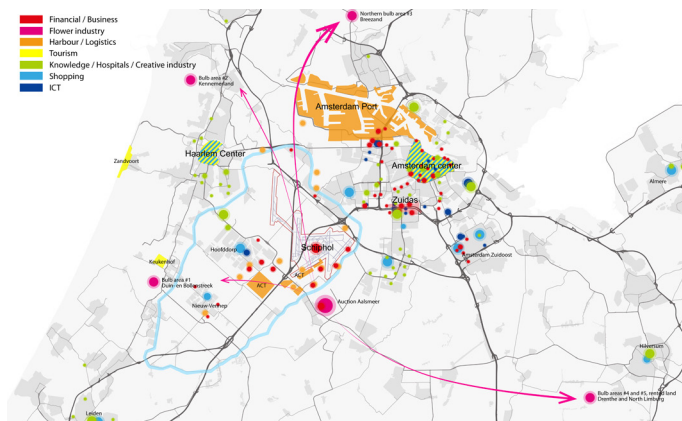 Financial / Business
Flower industry
Harbour / Logistics
Tourism
Knowledge / Hospitals / Creative industry
Shopping
ICT
Northern bulb area #3
Breezand
Bulb area #2
Kennemerland
Amsterdam Port
Haarlem Center
Amsterdam center
Zandvoort
Almere
Zuidas
Schiphol
Hoofddorp
Amsterdam Zuidoost
Keukenhof
ACT
ACT
Bulb area #1
Duin- en Bollenstreek
Nieuw-Vennep
Auction Aalsmeer
Hilversum
Bulb areas #4 and #5, rented land
Drenthe and North Limburg
Leiden